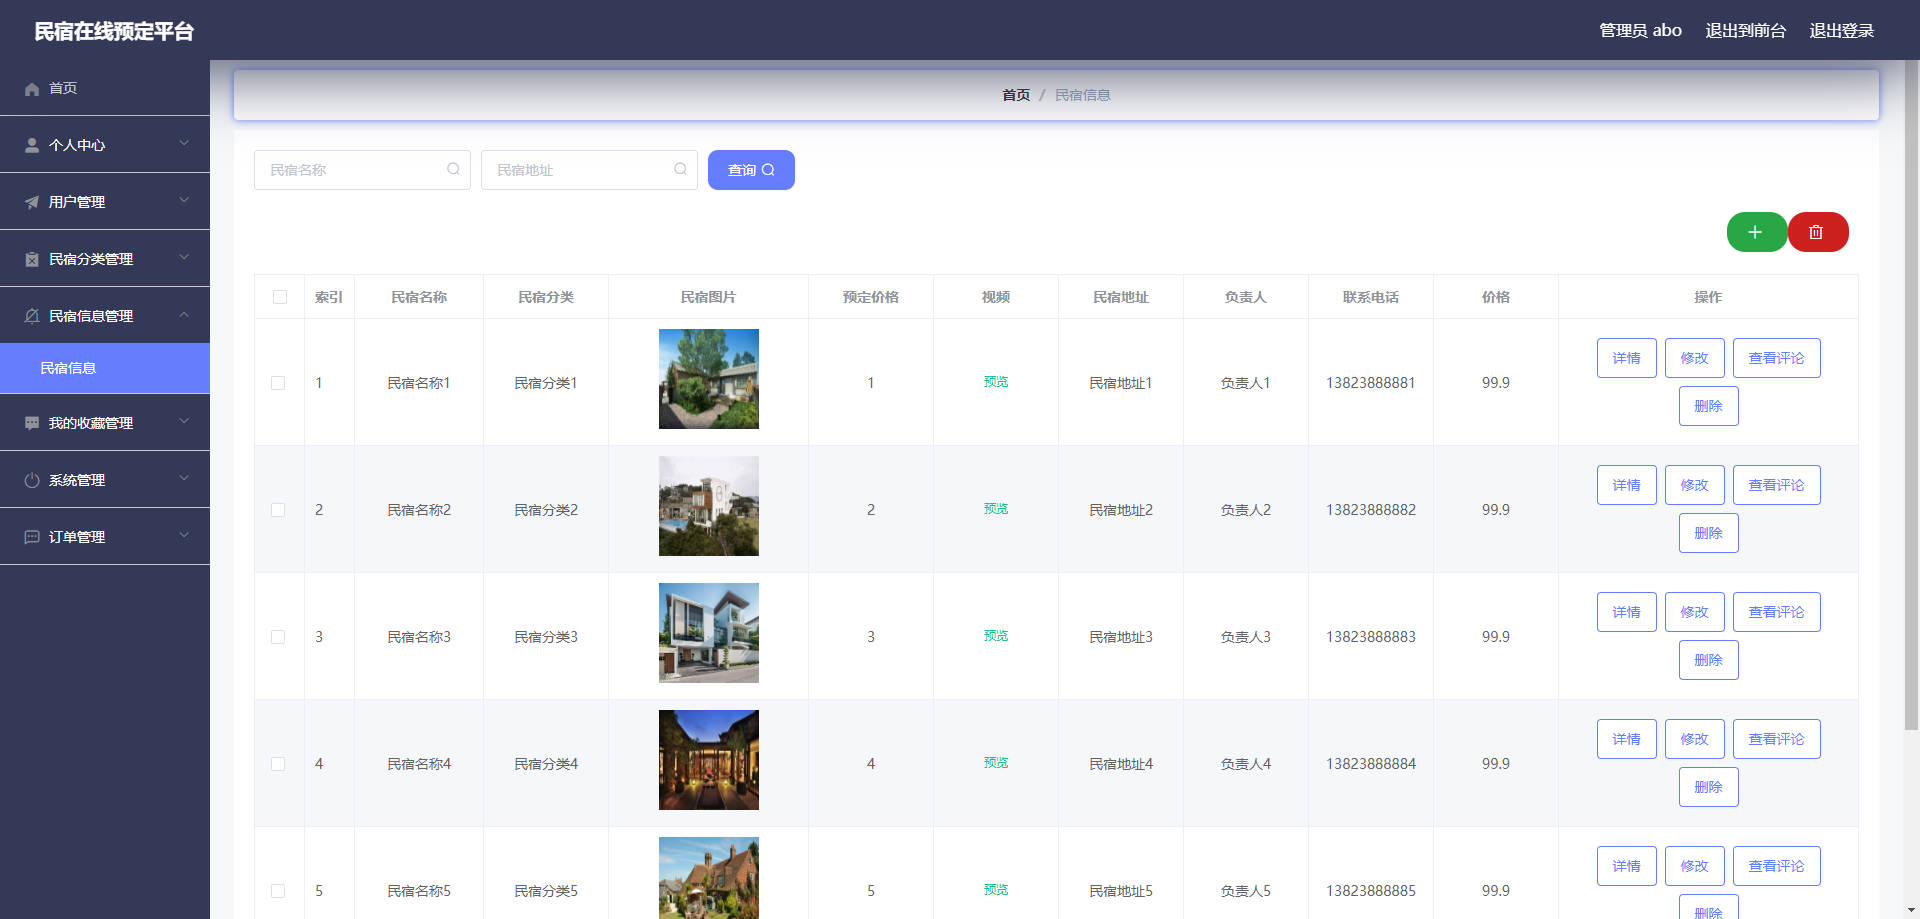 民宿在线预定平台
管理员 abo 退出到前台 退出登录
首页
个人中心
用户管理
民宿分类管理
民宿信息管理
民宿信息
我的收藏管理
系统管理
订单管理
首页 / 民宿信息
民宿名称 民宿地址 查询
索引 民宿名称 民宿分类 民宿图片 预定价格 视频 民宿地址 负责人 联系电话 价格 操作
1 民宿名称1 民宿分类1 1 预览 民宿地址1 负责人1 13823888881 99.9 详情 修改 查看评论
删除
2 民宿名称2 民宿分类2 2 预览 民宿地址2 负责人2 13823888882 99.9 详情 修改 查看评论
删除
3 民宿名称3 民宿分类3 3 预览 民宿地址3 负责人3 13823888883 99.9 详情 修改 查看评论
删除
4 民宿名称4 民宿分类4 4 预览 民宿地址4 负责人4 13823888884 99.9 详情 修改 查看评论
删除
5 民宿名称5 民宿分类5 5 预览 民宿地址5 负责人5 13823888885 99.9 详情 修改 查看评论
删除